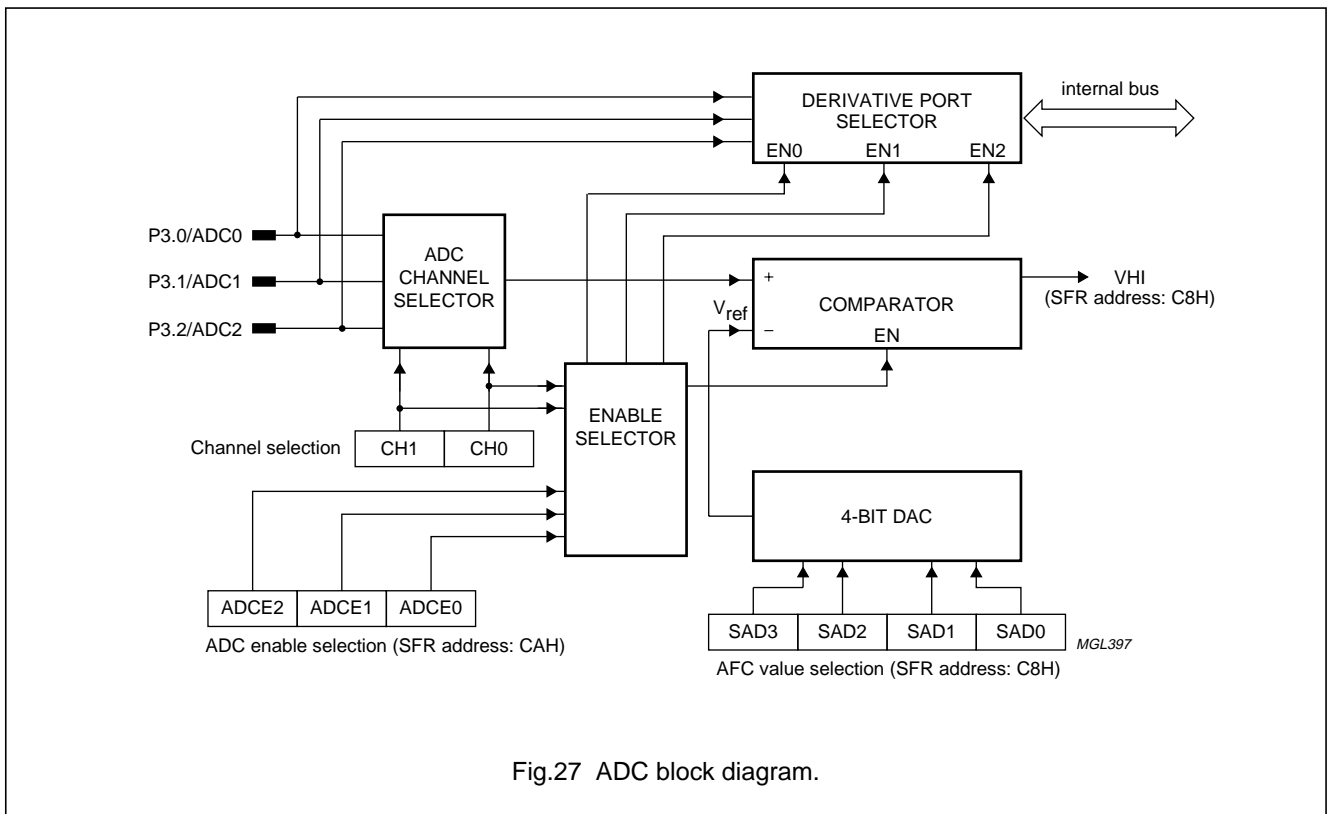 DERIVATIVE PORT
SELECTOR
EN0 EN1 EN2
internal bus
P3.0/ADC0
P3.1/ADC1
P3.2/ADC2
ADC
CHANNEL
SELECTOR
+
Vref
−
COMPARATOR
EN
VHI
(SFR address: C8H)
Channel selection
CH1 CH0
ENABLE
SELECTOR
4-BIT DAC
ADCE2 ADCE1 ADCE0
ADC enable selection (SFR address: CAH)
SAD3 SAD2 SAD1 SAD0
MGL397
AFC value selection (SFR address: C8H)
Fig.27 ADC block diagram.